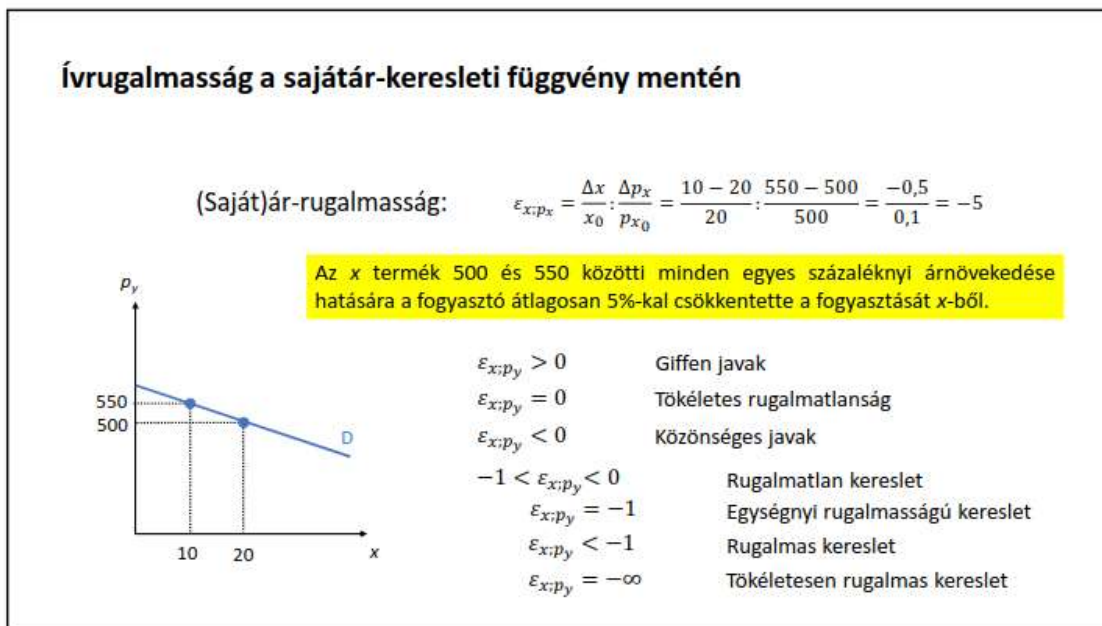 Ívrugalmasság a sajátár-keresleti függvény mentén
(Saját)ár-rugalmasság: ε_{x;p_x} = Δx/x_0 : Δp_x/p_{x_0} = (10 − 20)/20 : (550 − 500)/500 = −0,5/0,1 = −5
Az x termék 500 és 550 közötti minden egyes százaléknyi árnövekedése
hatására a fogyasztó átlagosan 5%-kal csökkentette a fogyasztását x-ből.
p_y
550
500
D
10 20 x
ε_{x;p_y} > 0 Giffen javak
ε_{x;p_y} = 0 Tökéletes rugalmatlanság
ε_{x;p_y} < 0 Közönséges javak
−1 < ε_{x;p_y} < 0 Rugalmatlan kereslet
ε_{x;p_y} = −1 Egységnyi rugalmasságú kereslet
ε_{x;p_y} < −1 Rugalmas kereslet
ε_{x;p_y} = −∞ Tökéletesen rugalmas kereslet